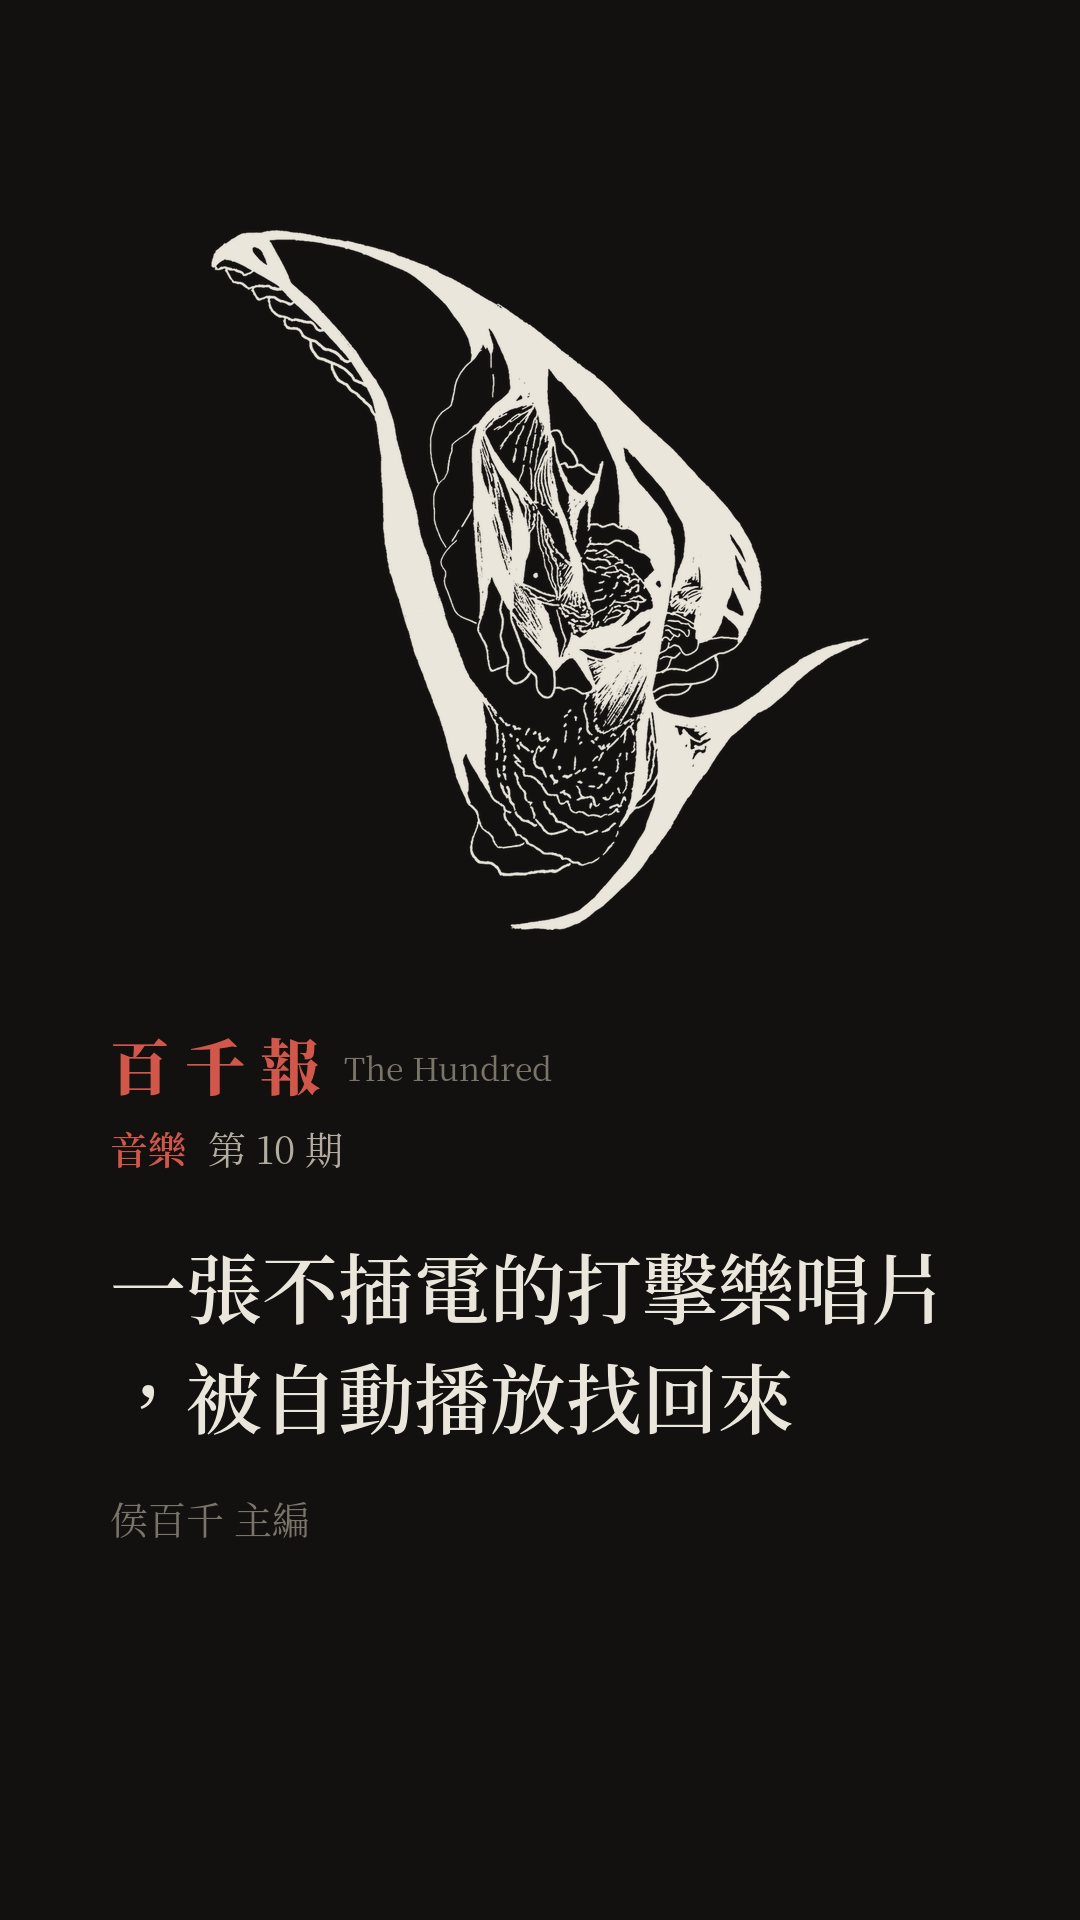 百千報 The Hundred
音樂 第 10 期
一張不插電的打擊樂唱片
，被自動播放找回來
侯百千 主編